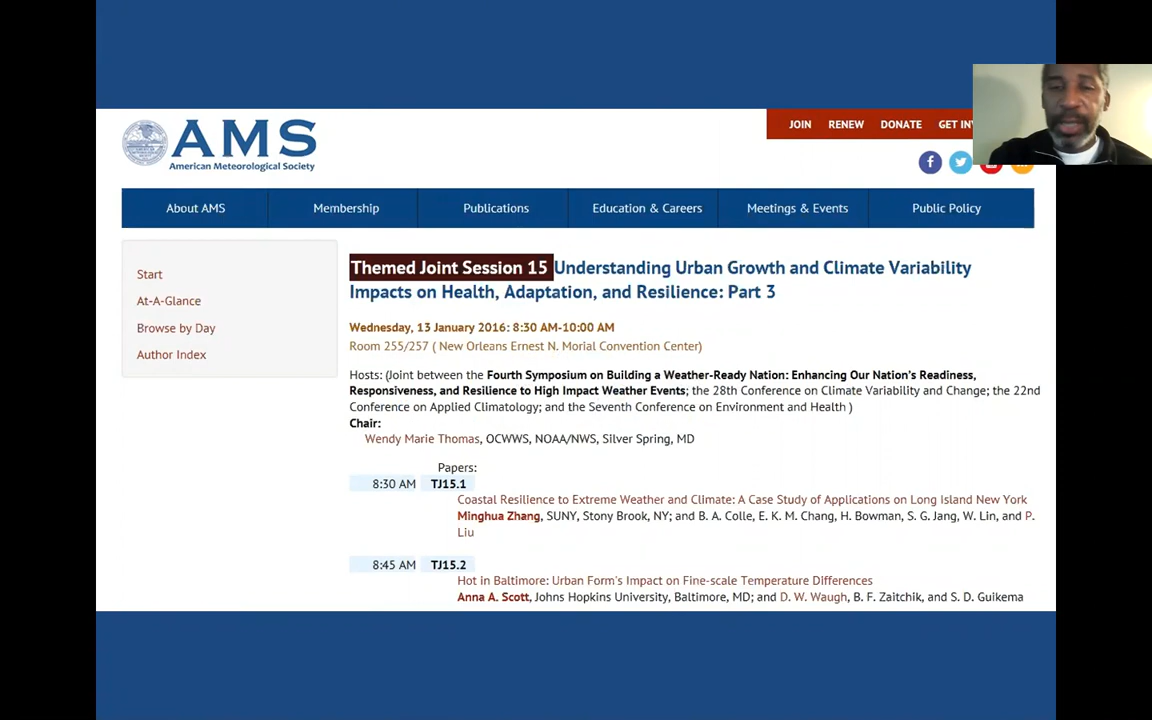 AMS
American Meteorological Society
JOIN RENEW DONATE GET
About AMS Membership Publications Education & Careers Meetings & Events Public Policy
Start
At-A-Glance
Browse by Day
Author Index
Themed Joint Session 15 Understanding Urban Growth and Climate Variability
Impacts on Health, Adaptation, and Resilience: Part 3
Wednesday, 13 January 2016: 8:30 AM-10:00 AM
Room 255/257 ( New Orleans Ernest N. Morial Convention Center)
Hosts: (Joint between the Fourth Symposium on Building a Weather-Ready Nation: Enhancing Our Nation's Readiness,
Responsiveness, and Resilience to High Impact Weather Events; the 28th Conference on Climate Variability and Change; the 22nd
Conference on Applied Climatology; and the Seventh Conference on Environment and Health )
Chair:
Wendy Marie Thomas, OCWWS, NOAA/NWS, Silver Spring, MD
Papers:
8:30 AM TJ15.1
Coastal Resilience to Extreme Weather and Climate: A Case Study of Applications on Long Island New York
Minghua Zhang, SUNY, Stony Brook, NY; and B. A. Colle, E. K. M. Chang, H. Bowman, S. G. Jang, W. Lin, and P.
Liu
8:45 AM TJ15.2
Hot in Baltimore: Urban Form's Impact on Fine-scale Temperature Differences
Anna A. Scott, Johns Hopkins University, Baltimore, MD; and D. W. Waugh, B. F. Zaitchik, and S. D. Guikema